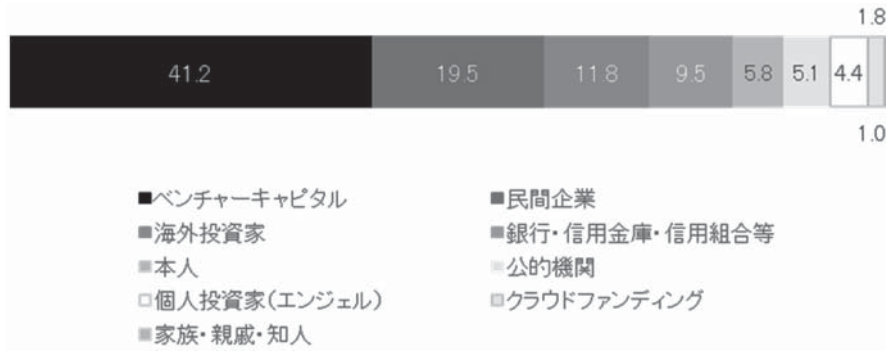 1.8
41.2 19.5 11.8 9.5 5.8 5.1 4.4
1.0
■ベンチャーキャピタル ■民間企業
■海外投資家 ■銀行・信用金庫・信用組合等
■本人 ■公的機関
□個人投資家(エンジェル) □クラウドファンディング
■家族・親戚・知人